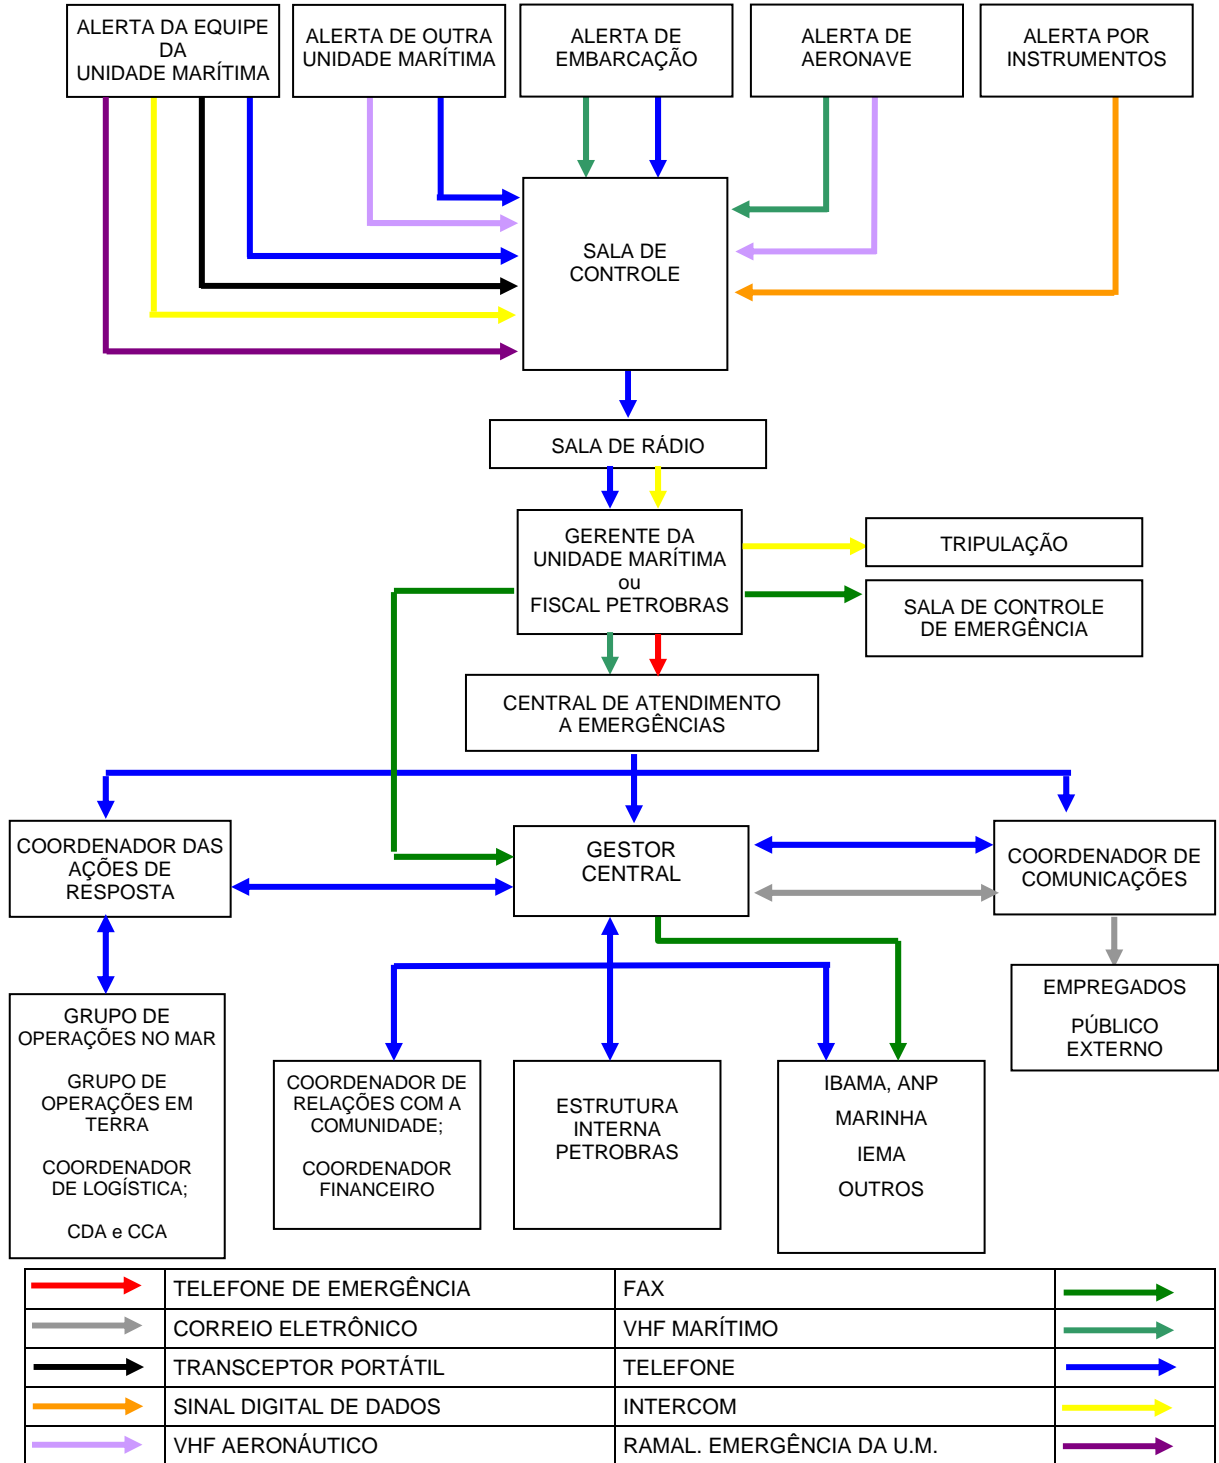 ALERTA DA EQUIPE
DA
UNIDADE MARÍTIMA
ALERTA DE OUTRA
UNIDADE MARÍTIMA
ALERTA DE
EMBARCAÇÃO
ALERTA DE
AERONAVE
ALERTA POR
INSTRUMENTOS
SALA DE
CONTROLE
SALA DE RÁDIO
GERENTE DA
UNIDADE MARÍTIMA
ou
FISCAL PETROBRAS
TRIPULAÇÃO
SALA DE CONTROLE
DE EMERGÊNCIA
CENTRAL DE ATENDIMENTO
A EMERGÊNCIAS
COORDENADOR DAS
AÇÕES DE
RESPOSTA
GESTOR
CENTRAL
COORDENADOR DE
COMUNICAÇÕES
GRUPO DE
OPERAÇÕES NO MAR
GRUPO DE
OPERAÇÕES EM
TERRA
COORDENADOR
DE LOGÍSTICA;
CDA e CCA
COORDENADOR DE
RELAÇÕES COM A
COMUNIDADE;
COORDENADOR
FINANCEIRO
ESTRUTURA
INTERNA
PETROBRAS
IBAMA, ANP
MARINHA
IEMA
OUTROS
EMPREGADOS
PÚBLICO
EXTERNO
TELEFONE DE EMERGÊNCIA
FAX
CORREIO ELETRÔNICO
VHF MARÍTIMO
TRANSCEPTOR PORTÁTIL
TELEFONE
SINAL DIGITAL DE DADOS
INTERCOM
VHF AERONÁUTICO
RAMAL. EMERGÊNCIA DA U.M.